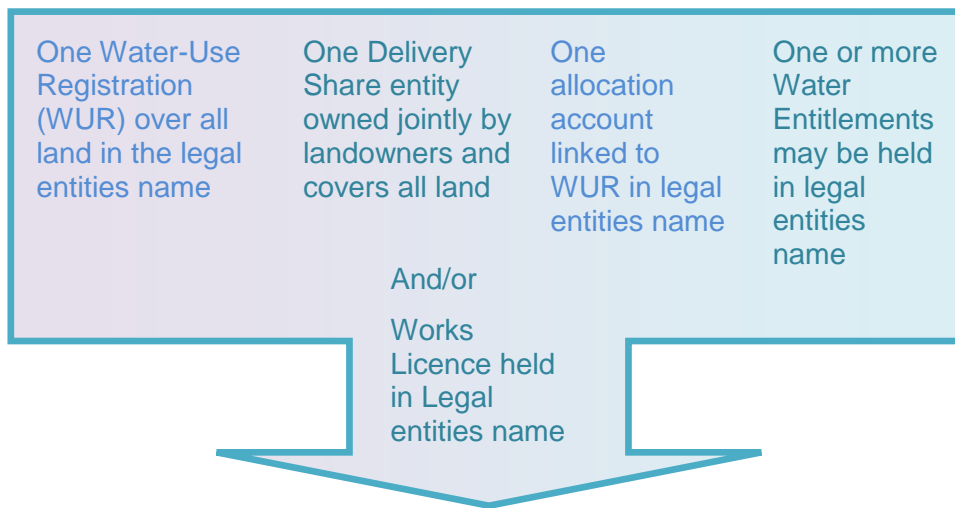 One Water-Use
Registration
(WUR) over all
land in the legal
entities name
One Delivery
Share entity
owned jointly by
landowners and
covers all land
One
allocation
account
linked to
WUR in legal
entities name
One or more
Water
Entitlements
may be held
in legal
entities
name
And/or
Works
Licence held
in Legal
entities name